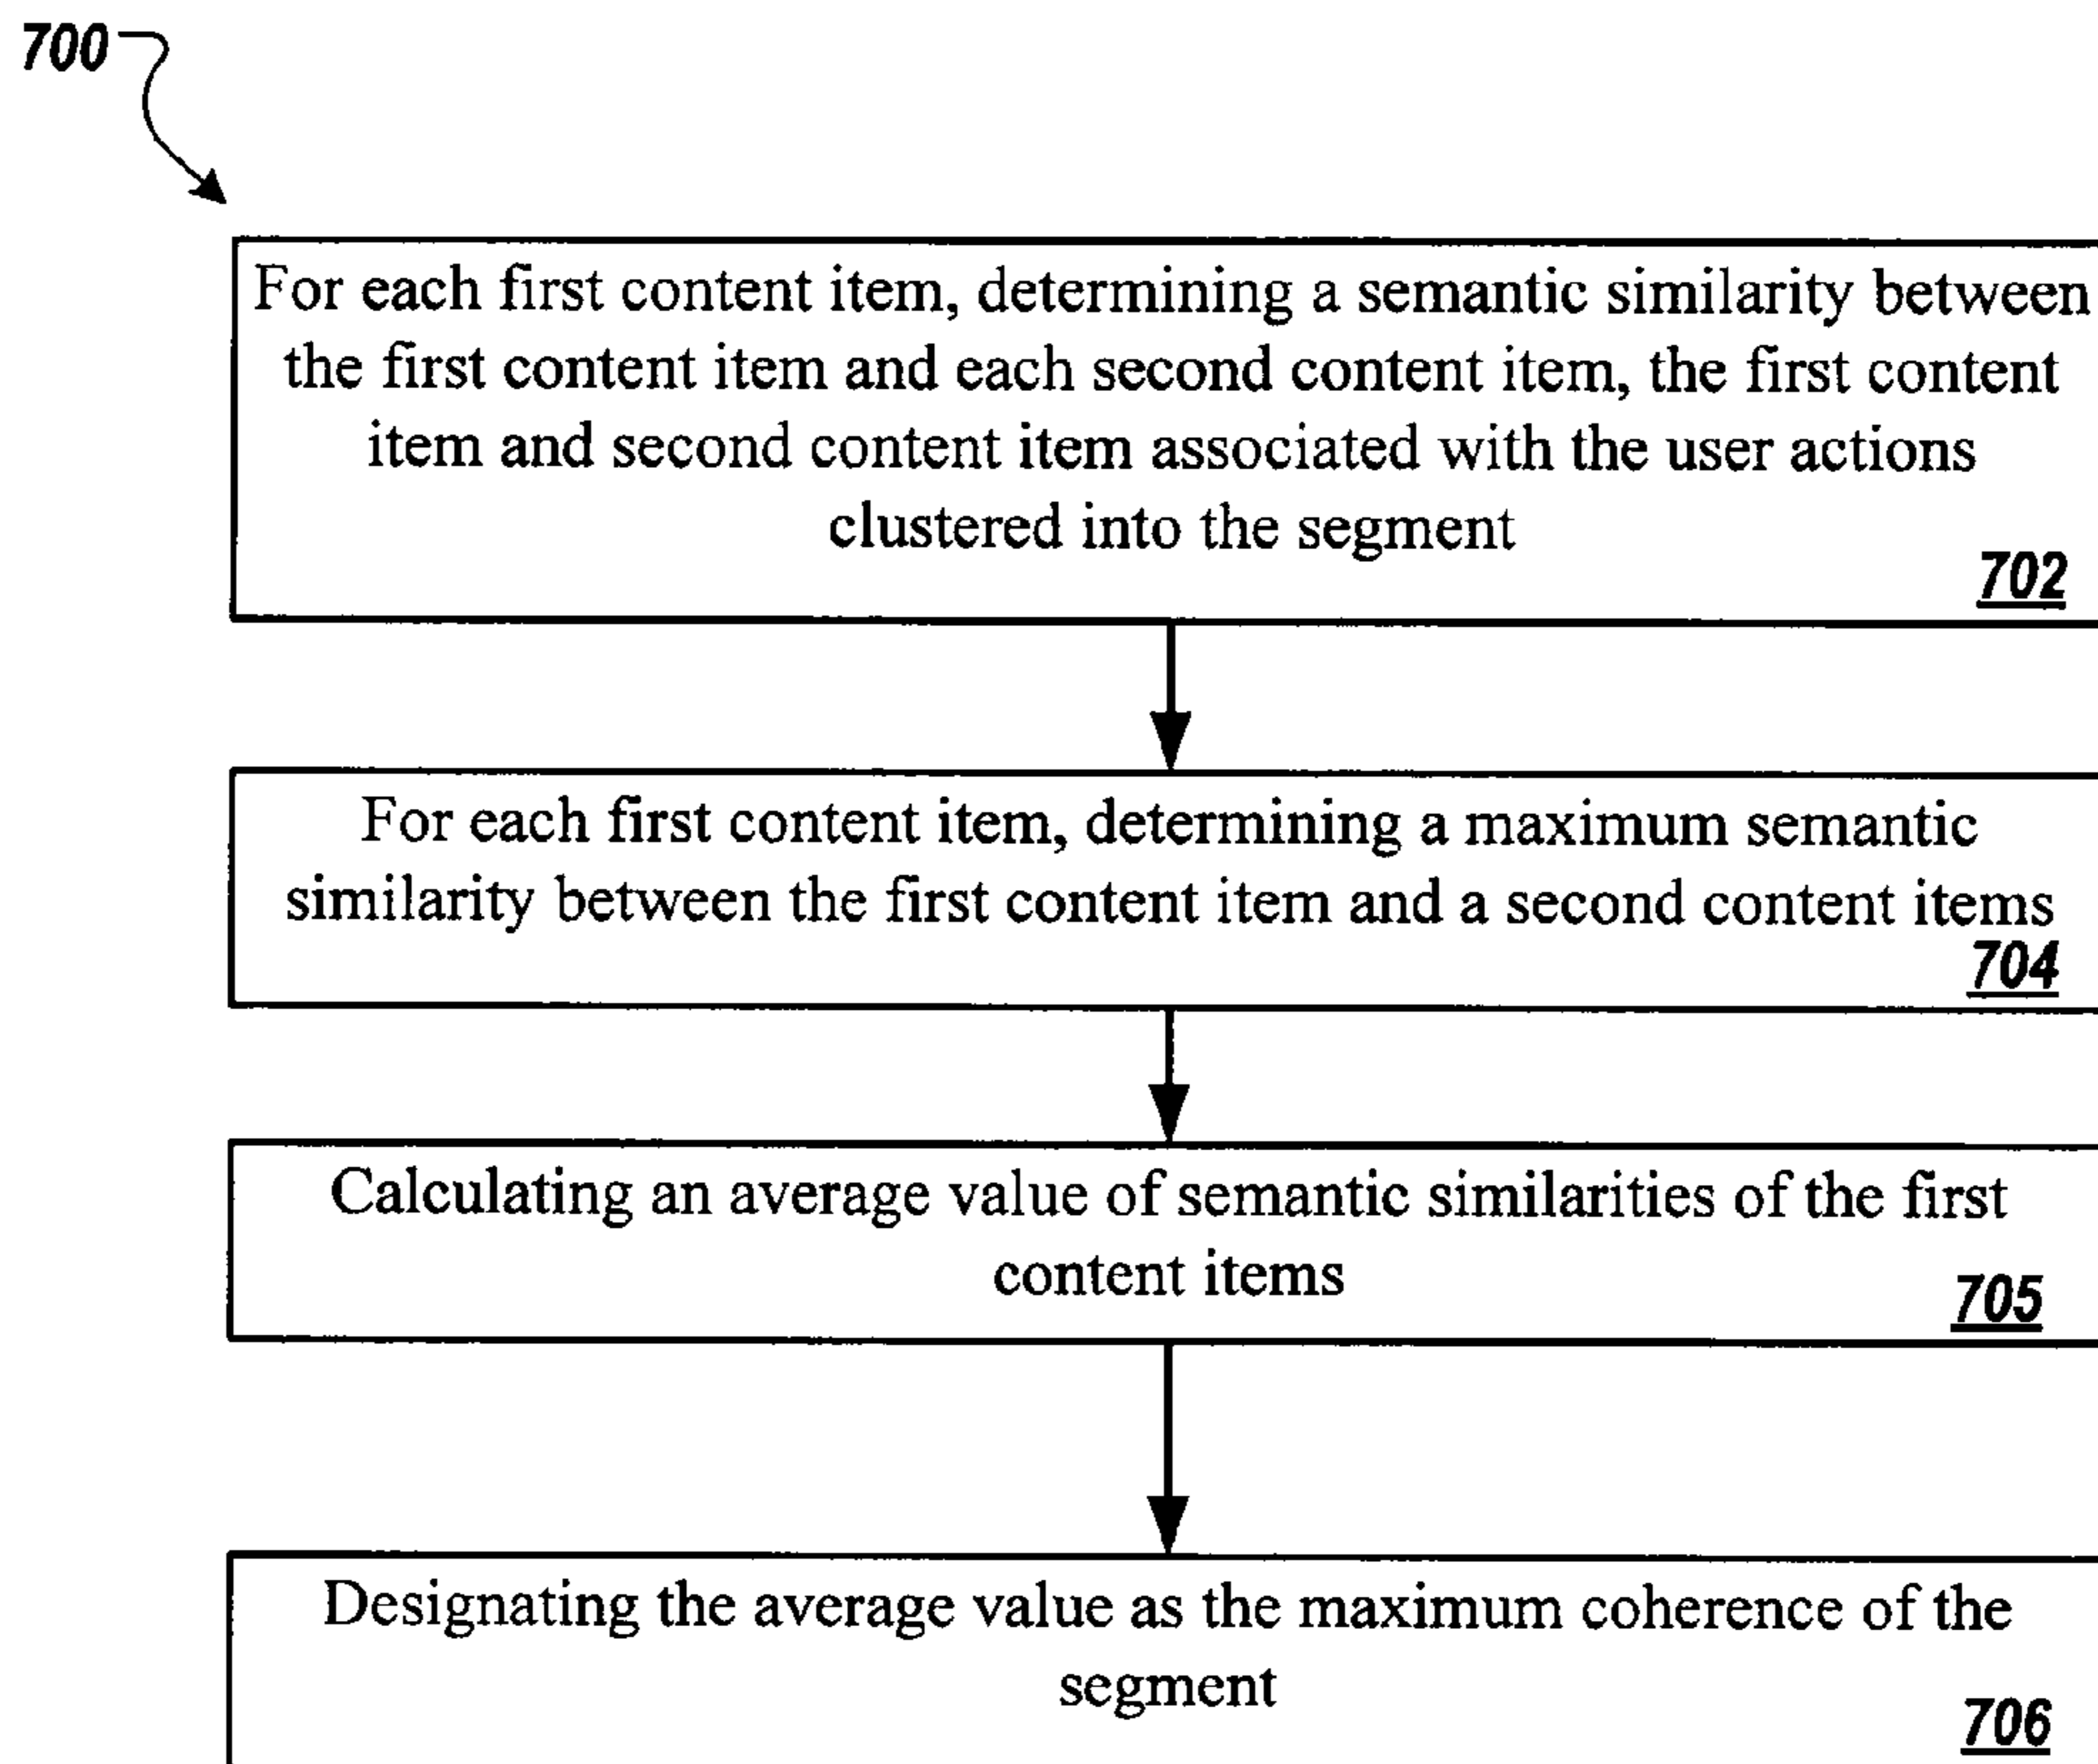 700
For each first content item, determining a semantic similarity between
the first content item and each second content item, the first content
item and second content item associated with the user actions
clustered into the segment
702
For each first content item, determining a maximum semantic
similarity between the first content item and a second content items
704
Calculating an average value of semantic similarities of the first
content items
705
Designating the average value as the maximum coherence of the
segment
706